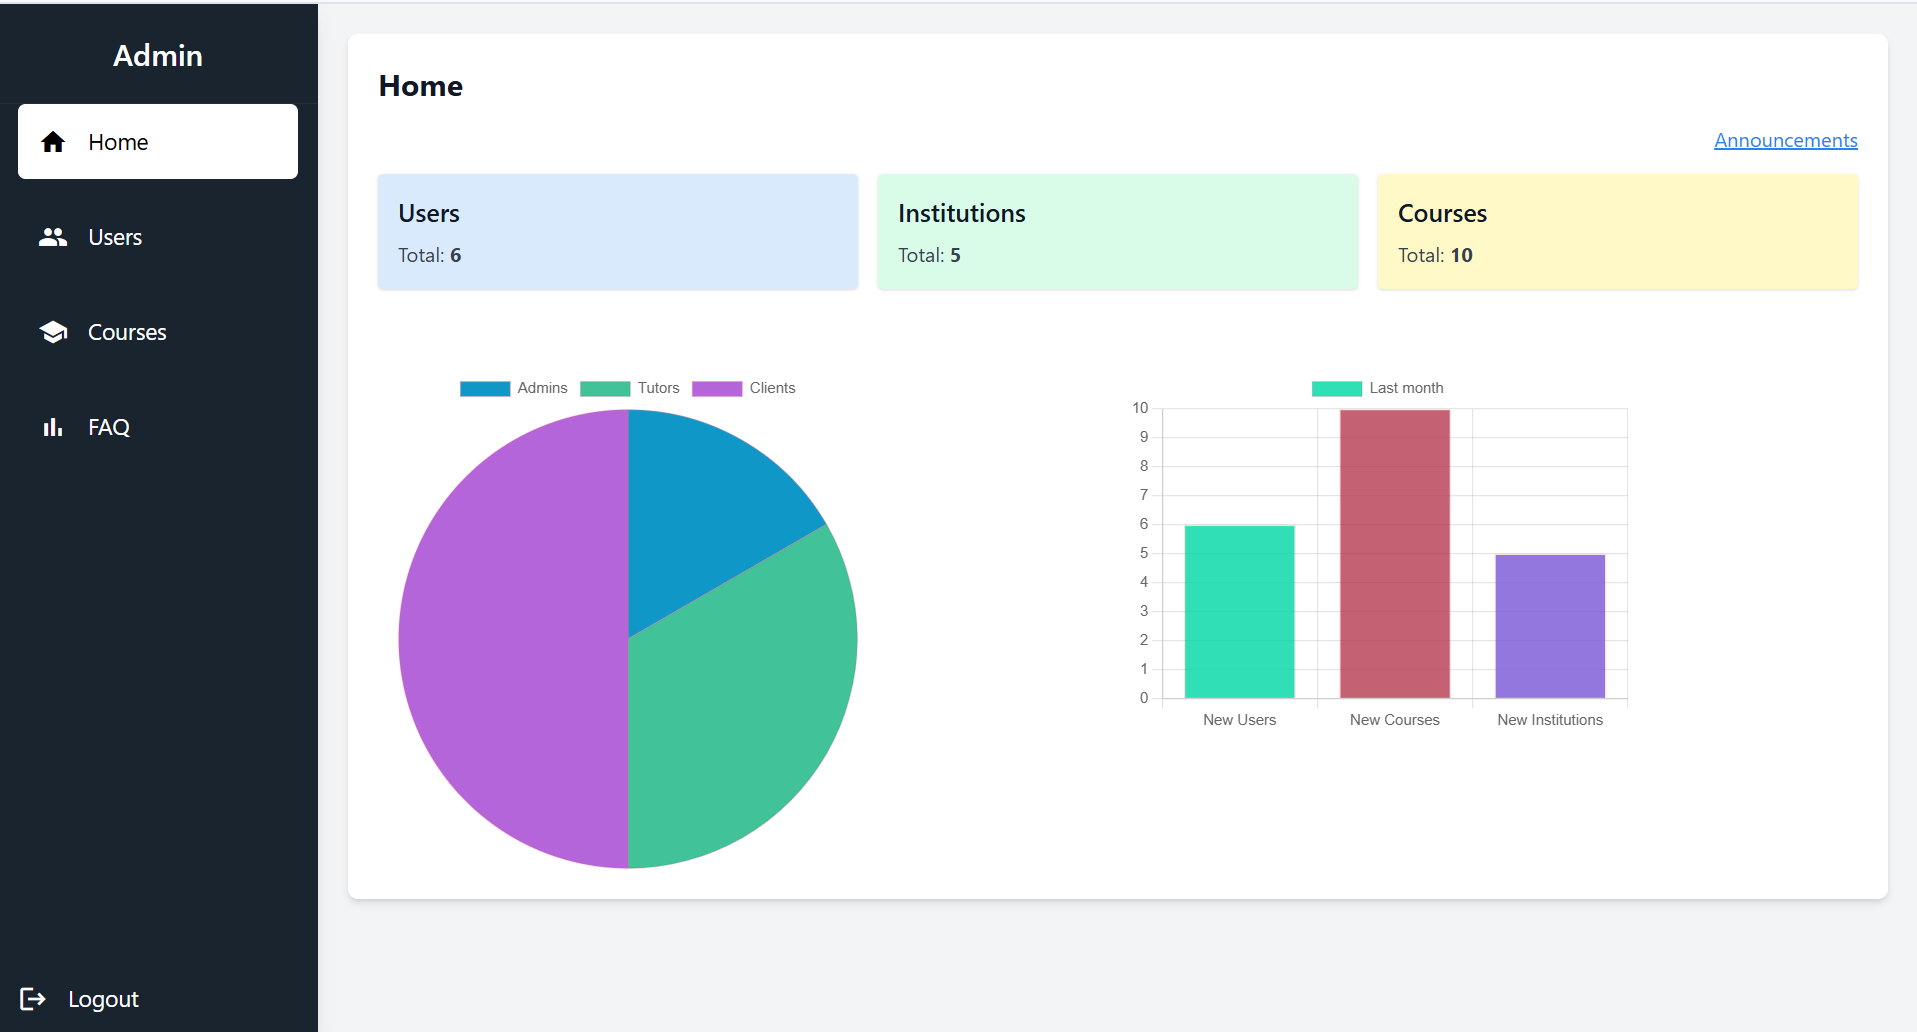 Admin
Home
Users
Courses
FAQ
Logout
Home
Announcements
Users
Total: 6
Institutions
Total: 5
Courses
Total: 10
Admins Tutors Clients
Last month
10
9
8
7
6
5
4
3
2
1
0
New Users New Courses New Institutions